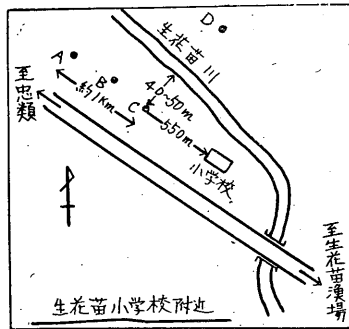 D
生花苗川
A
B
約1Km
至忠類
C
40~50m
550m
小学校
至生花苗漁場
生花苗小学校附近